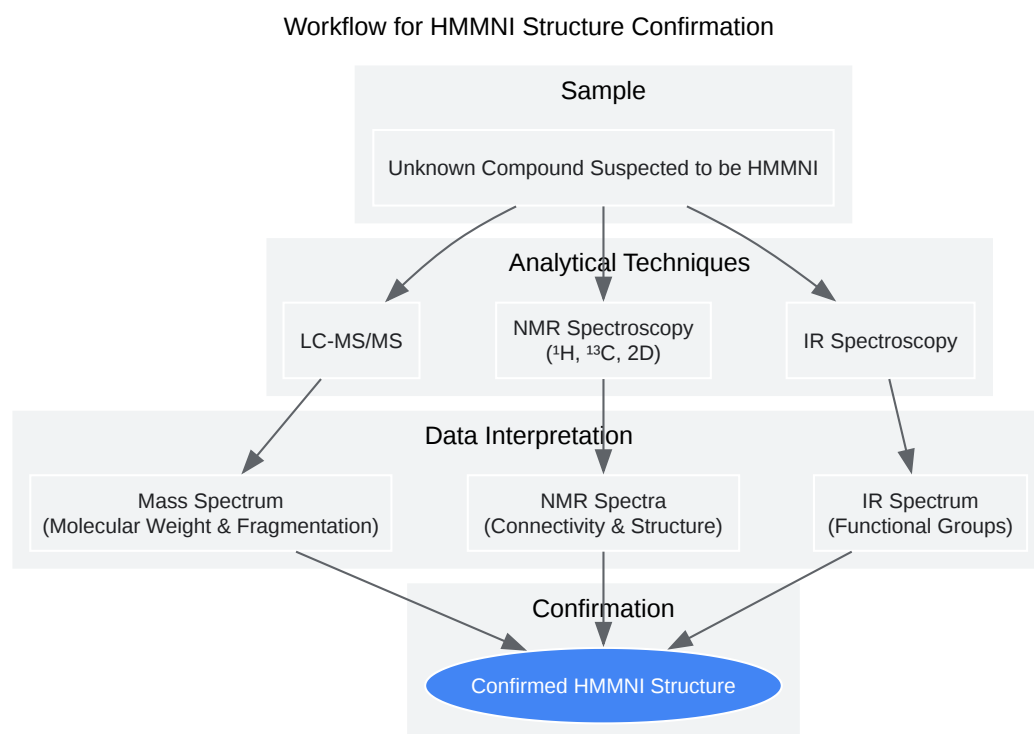 Workflow for HMMNI Structure Confirmation
Sample
Unknown Compound Suspected to be HMMNI
Analytical Techniques
LC-MS/MS
NMR Spectroscopy
(¹H, ¹³C, 2D)
IR Spectroscopy
Data Interpretation
Mass Spectrum
(Molecular Weight & Fragmentation)
NMR Spectra
(Connectivity & Structure)
IR Spectrum
(Functional Groups)
Confirmation
Confirmed HMMNI Structure